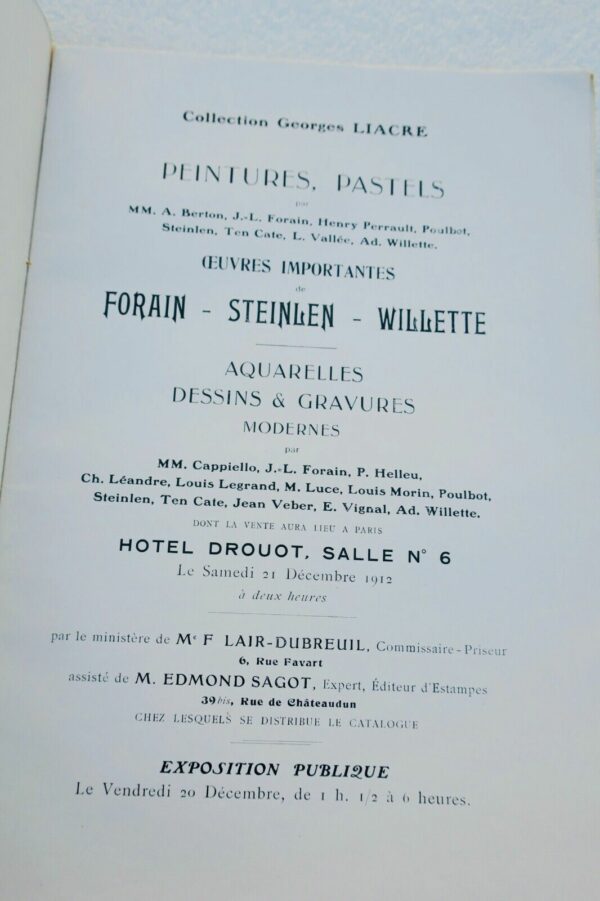 Collection Georges LIACRE
PEINTURES, PASTELS
par
MM. A. Berton, J.-L. Forain, Henry Perrault, Poulbot,
Steinlen, Ten Cate, L. Vallée, Ad. Willette.
ŒUVRES IMPORTANTES
de
FORAIN - STEINLEN - WILLETTE
AQUARELLES
DESSINS & GRAVURES
MODERNES
par
MM. Cappiello, J.-L. Forain, P. Helleu,
Ch. Léandre, Louis Legrand, M. Luce, Louis Morin, Poulbot,
Steinlen, Ten Cate, Jean Veber, E. Vignal, Ad. Willette.
DONT LA VENTE AURA LIEU A PARIS
HOTEL DROUOT, SALLE N° 6
Le Samedi 21 Décembre 1912
à deux heures
par le ministère de Me F LAIR-DUBREUIL, Commissaire-Priseur
6, Rue Favart
assisté de M. EDMOND SAGOT, Expert, Éditeur d'Estampes
39bis, Rue de Châteaudun
CHEZ LESQUELS SE DISTRIBUE LE CATALOGUE
EXPOSITION PUBLIQUE
Le Vendredi 20 Décembre, de 1 h. 1/2 à 6 heures.